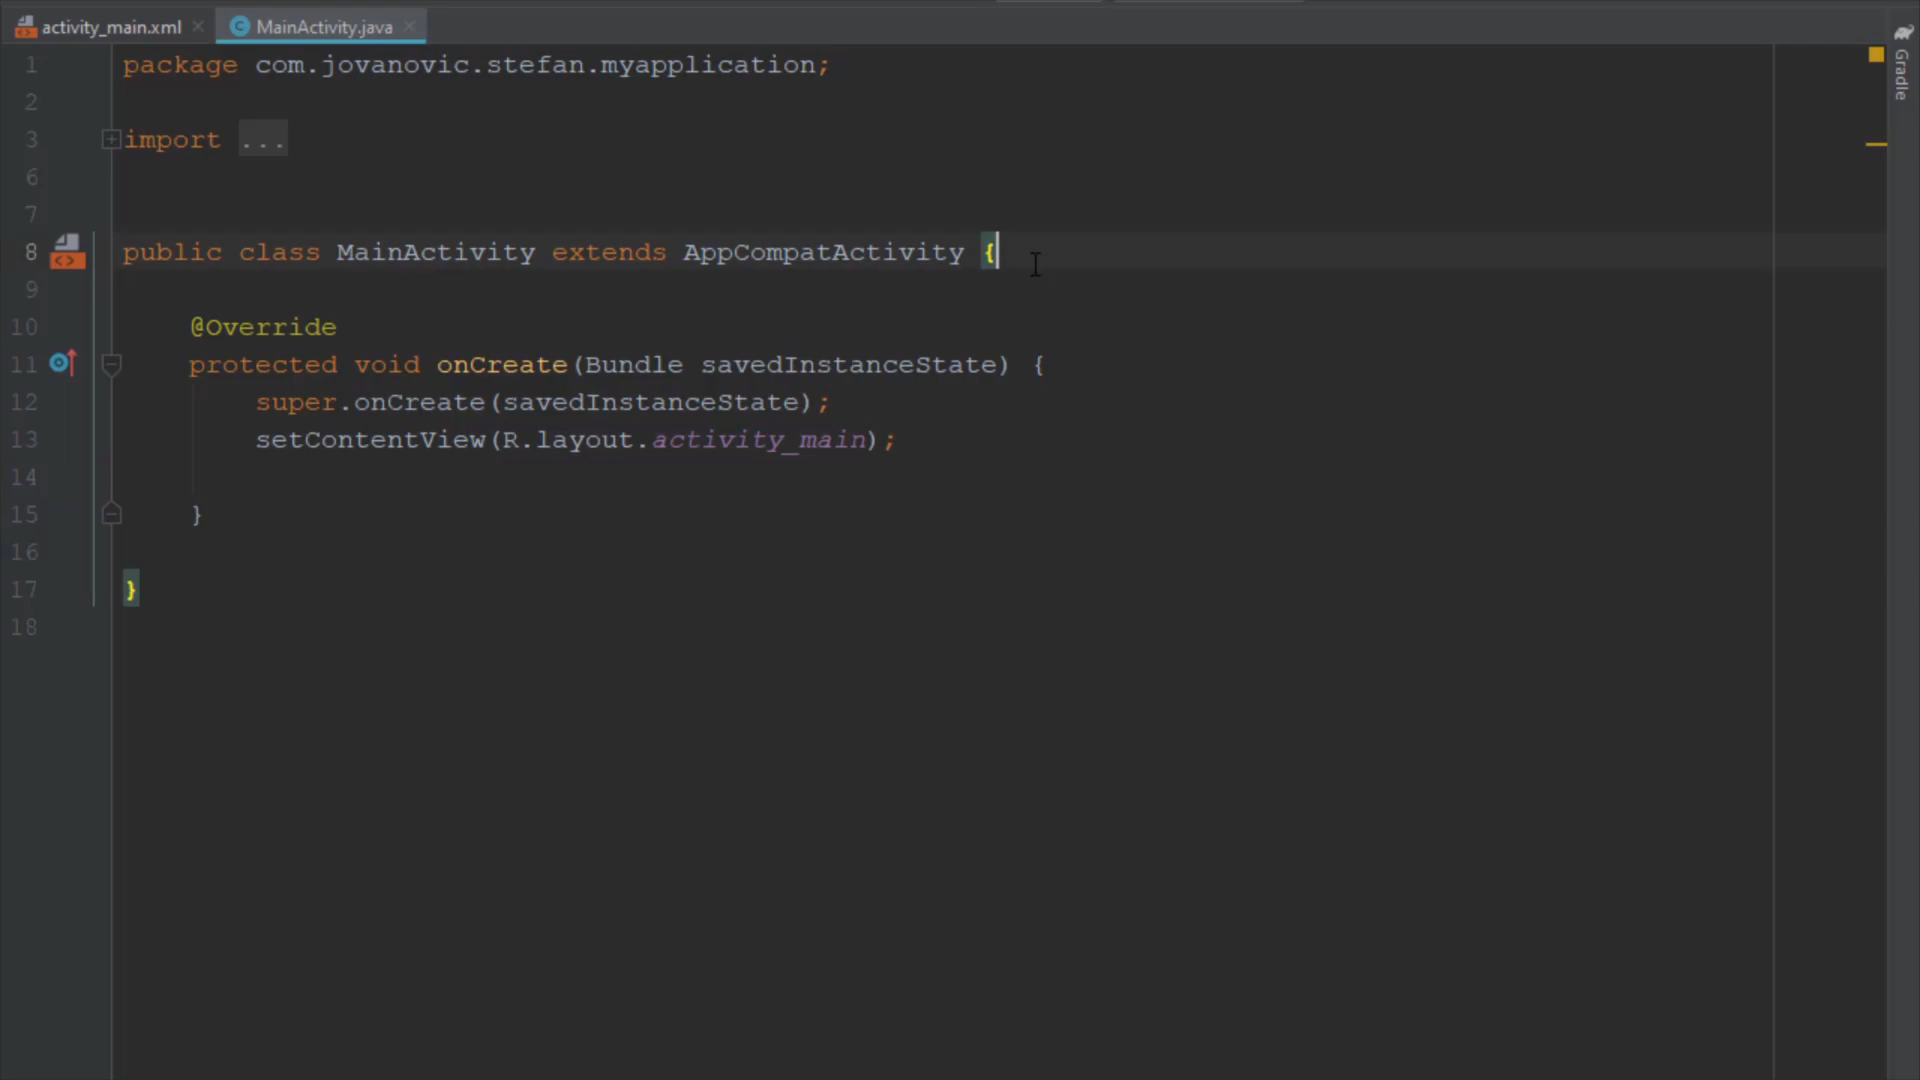 activity_main.xml MainActivity.java
1 package com.jovanovic.stefan.myapplication;
2
3 import ...
6
7
8 public class MainActivity extends AppCompatActivity {
9
10 @Override
11 protected void onCreate(Bundle savedInstanceState) {
12 super.onCreate(savedInstanceState);
13 setContentView(R.layout.activity_main);
14
15 }
16
17 }
18
Gradle